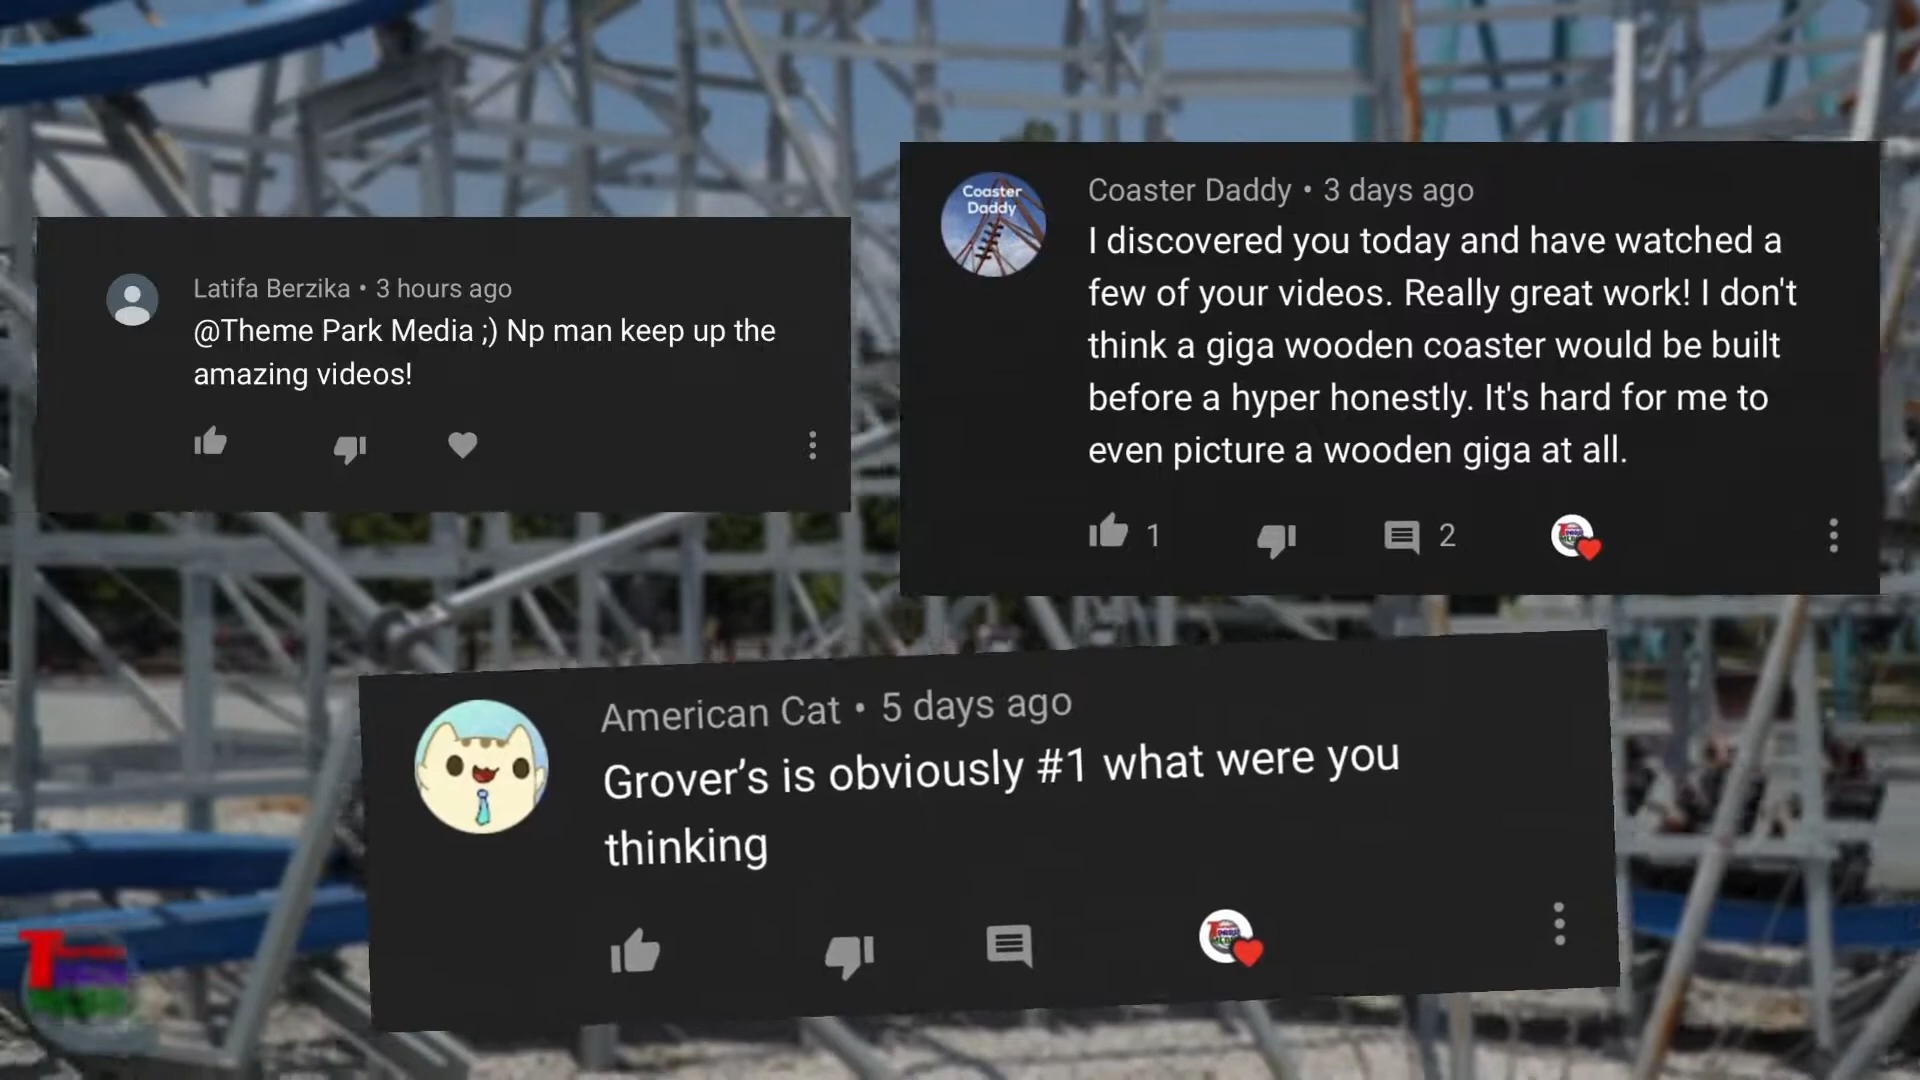 Latifa Berzika • 3 hours ago
@Theme Park Media ;) Np man keep up the
amazing videos!
Coaster
Daddy
Coaster Daddy • 3 days ago
I discovered you today and have watched a
few of your videos. Really great work! I don't
think a giga wooden coaster would be built
before a hyper honestly. It's hard for me to
even picture a wooden giga at all.
1
2
American Cat • 5 days ago
Grover’s is obviously #1 what were you
thinking